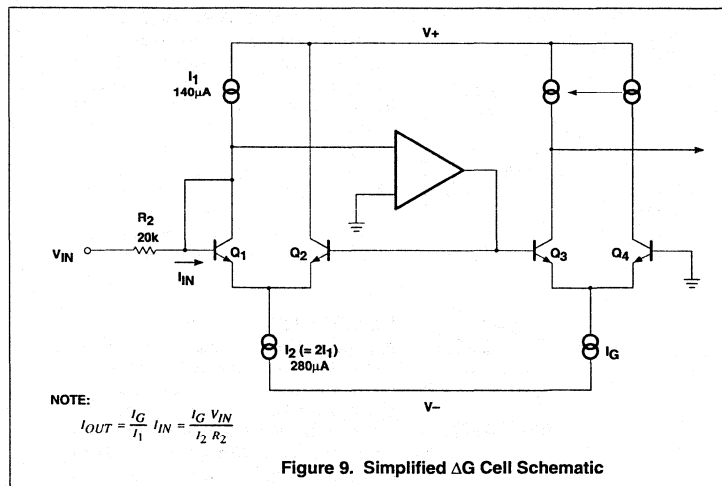 V+
I1
140µA
R2
20k
VIN
IIN
Q1
Q2
Q3
Q4
I2 (= 2I1)
280µA
IG
V–
NOTE:
IOUT = IG/I1 IIN = IG VIN/I2 R2
Figure 9. Simplified ΔG Cell Schematic